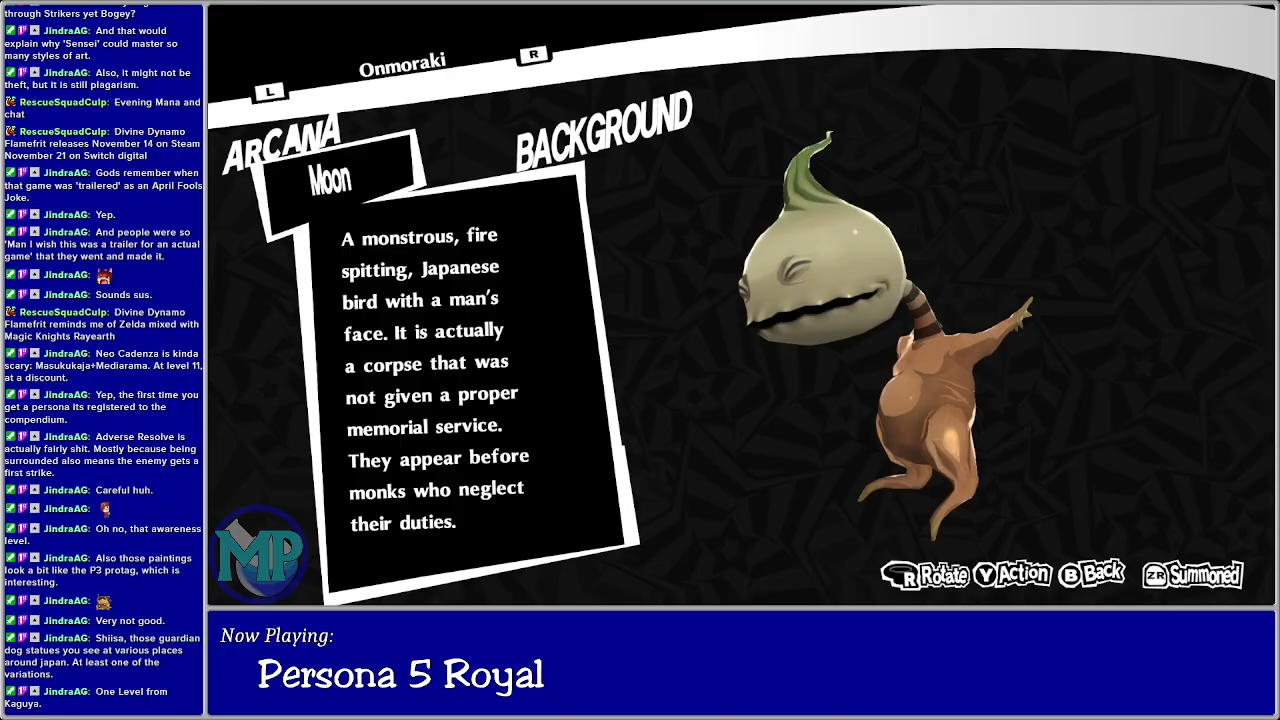 through Strikers yet Bogey?
JindraAG: And that would
explain why 'Sensei' could master so
many styles of art.
JindraAG: Also, it might not be
theft, but it is still plagarism.
RescueSquadCulp: Evening Mana and
chat
RescueSquadCulp: Divine Dynamo
Flamefrit releases November 14 on Steam
November 21 on Switch digital
JindraAG: Gods remember when
that game was 'trailered' as an April Fools
Joke.
JindraAG: Yep.
JindraAG: And people were so
'Man I wish this was a trailer for an actual
game' that they went and made it.
JindraAG:
JindraAG: Sounds sus.
RescueSquadCulp: Divine Dynamo
Flamefrit reminds me of Zelda mixed with
Magic Knights Rayearth
JindraAG: Neo Cadenza is kinda
scary: Masukukaja+Mediarama. At level 11,
at a discount.
JindraAG: Yep, the first time you
get a persona its registered to the
compendium.
JindraAG: Adverse Resolve is
actually fairly shit. Mostly because being
surrounded also means the enemy gets a
first strike.
JindraAG: Careful huh.
JindraAG:
JindraAG: Oh no, that awareness
level.
JindraAG: Also those paintings
look a bit like the P3 protag, which is
interesting.
JindraAG:
JindraAG: Very not good.
JindraAG: Shiisa, those guardian
dog statues you see at various places
around japan. At least one of the
variations.
JindraAG: One Level from
Kaguya.
L
Onmoraki
R
ARCANA
Moon
BACKGROUND
A monstrous, fire
spitting, Japanese
bird with a man's
face. It is actually
a corpse that was
not given a proper
memorial service.
They appear before
monks who neglect
their duties.
MP
R Rotate Y Action B Back ZR Summoned
Now Playing:
Persona 5 Royal